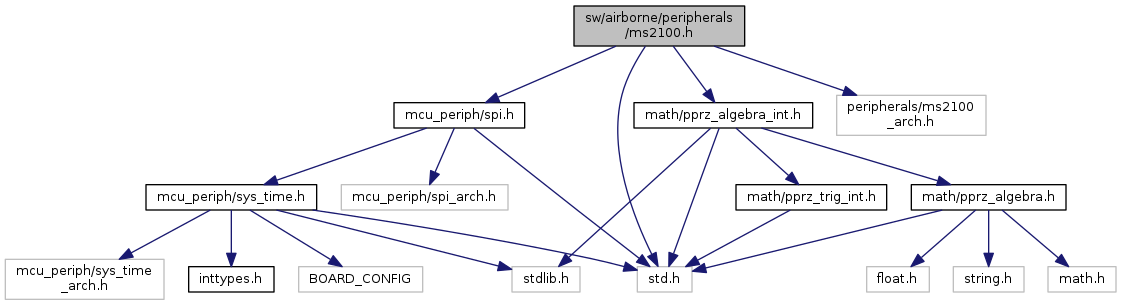 sw/airborne/peripherals
/ms2100.h
mcu_periph/spi.h
math/pprz_algebra_int.h
peripherals/ms2100
_arch.h
mcu_periph/sys_time.h
mcu_periph/spi_arch.h
math/pprz_trig_int.h
math/pprz_algebra.h
mcu_periph/sys_time
_arch.h
inttypes.h
BOARD_CONFIG
stdlib.h
std.h
float.h
string.h
math.h